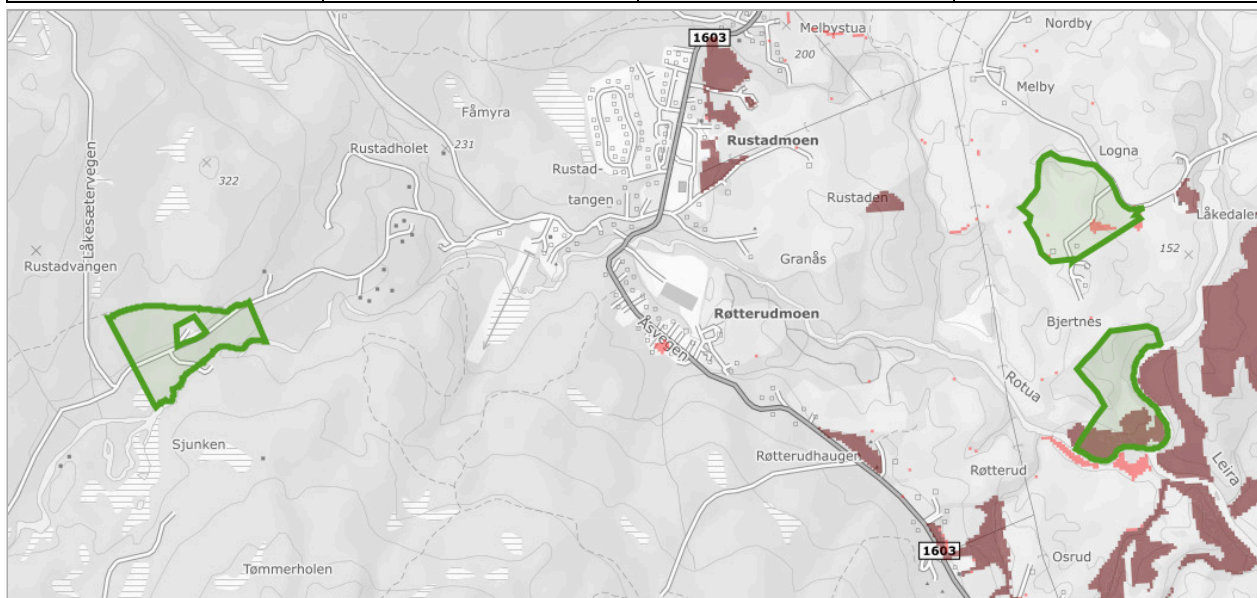 1603
Melbystua
Nordby
200
Melby
Fåmyra
Rustadholet
231
Rustadmoen
Logna
322
Rustad-
tangen
Rustaden
Låkesætervegen
Låkedalen
152
Rustadvangen
Granås
Røtterudmoen
Bjertnes
Åsvegen
Rotua
Sjunken
Røtterudhaugen
Røtterud
Leira
1603
Osrud
Tømmerholen